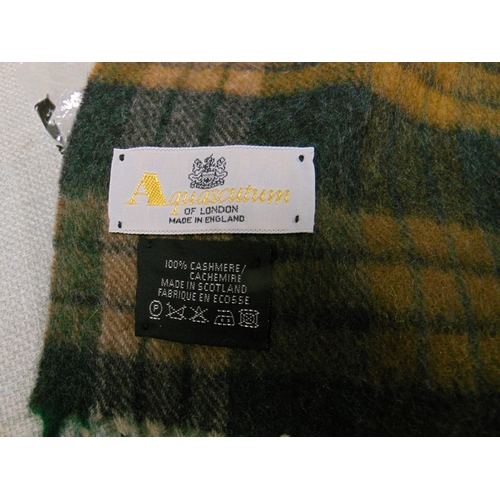 Aquascutum
OF LONDON
MADE IN ENGLAND
100% CASHMERE/
CACHEMIRE
MADE IN SCOTLAND
FABRIQUE EN ECOSSE
P